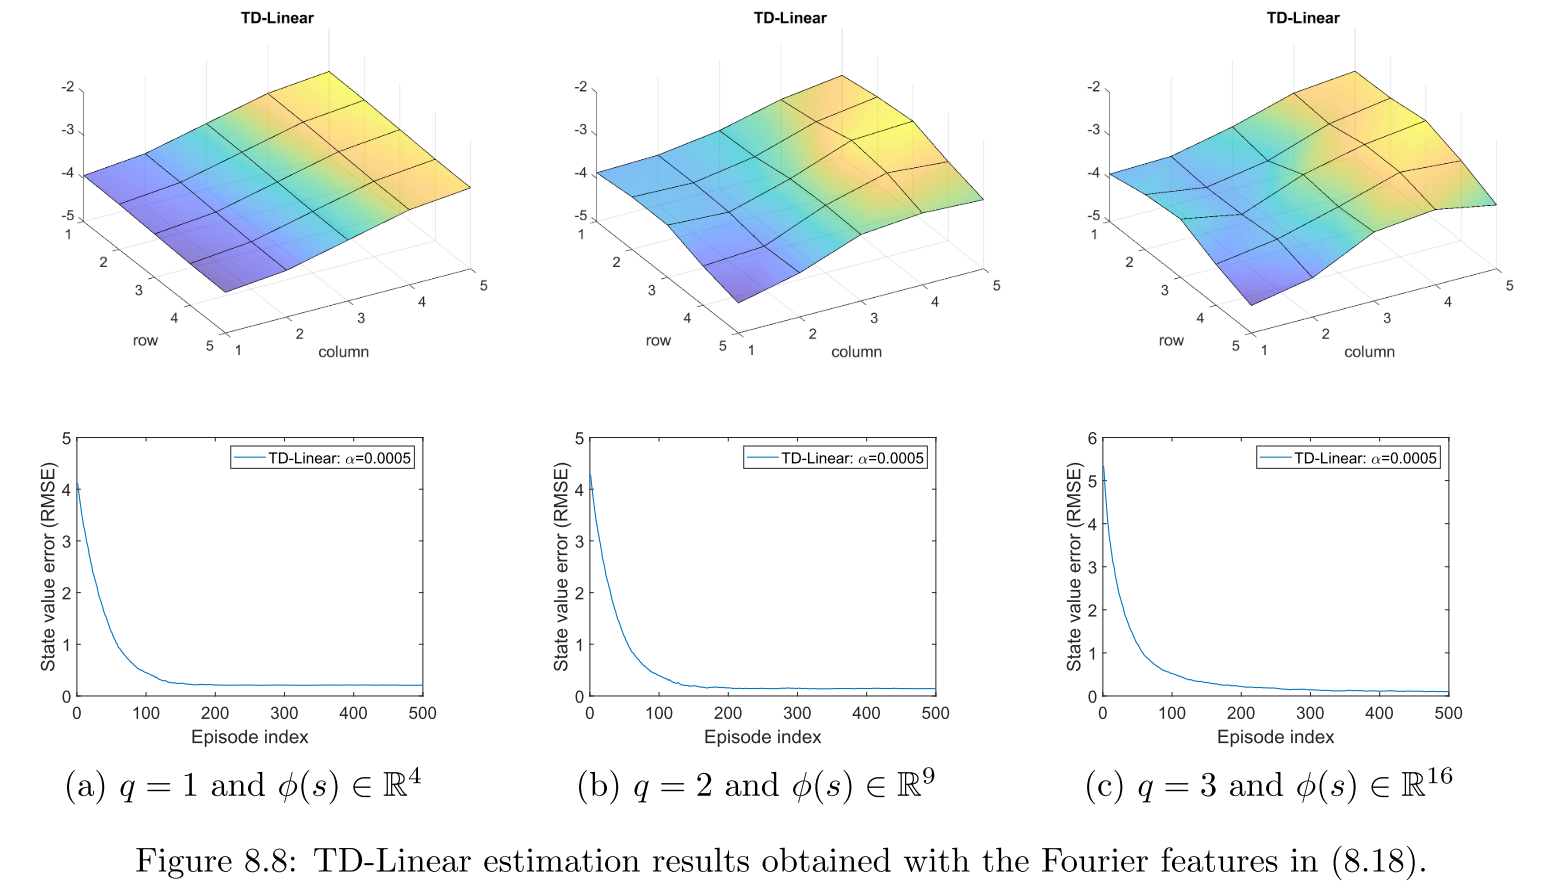 TD-Linear
TD-Linear
TD-Linear
-2
-3
-4
-5
1
2
3
4
5
row
1
2
3
4
5
column
-2
-3
-4
-5
1
2
3
4
5
row
1
2
3
4
5
column
-2
-3
-4
-5
1
2
3
4
5
row
1
2
3
4
5
column
5
4
3
2
1
0
State value error (RMSE)
TD-Linear: α=0.0005
0 100 200 300 400 500
Episode index
5
4
3
2
1
0
State value error (RMSE)
TD-Linear: α=0.0005
0 100 200 300 400 500
Episode index
6
5
4
3
2
1
0
State value error (RMSE)
TD-Linear: α=0.0005
0 100 200 300 400 500
Episode index
(a) q = 1 and ϕ(s) ∈ ℝ⁴
(b) q = 2 and ϕ(s) ∈ ℝ⁹
(c) q = 3 and ϕ(s) ∈ ℝ¹⁶
Figure 8.8: TD-Linear estimation results obtained with the Fourier features in (8.18).